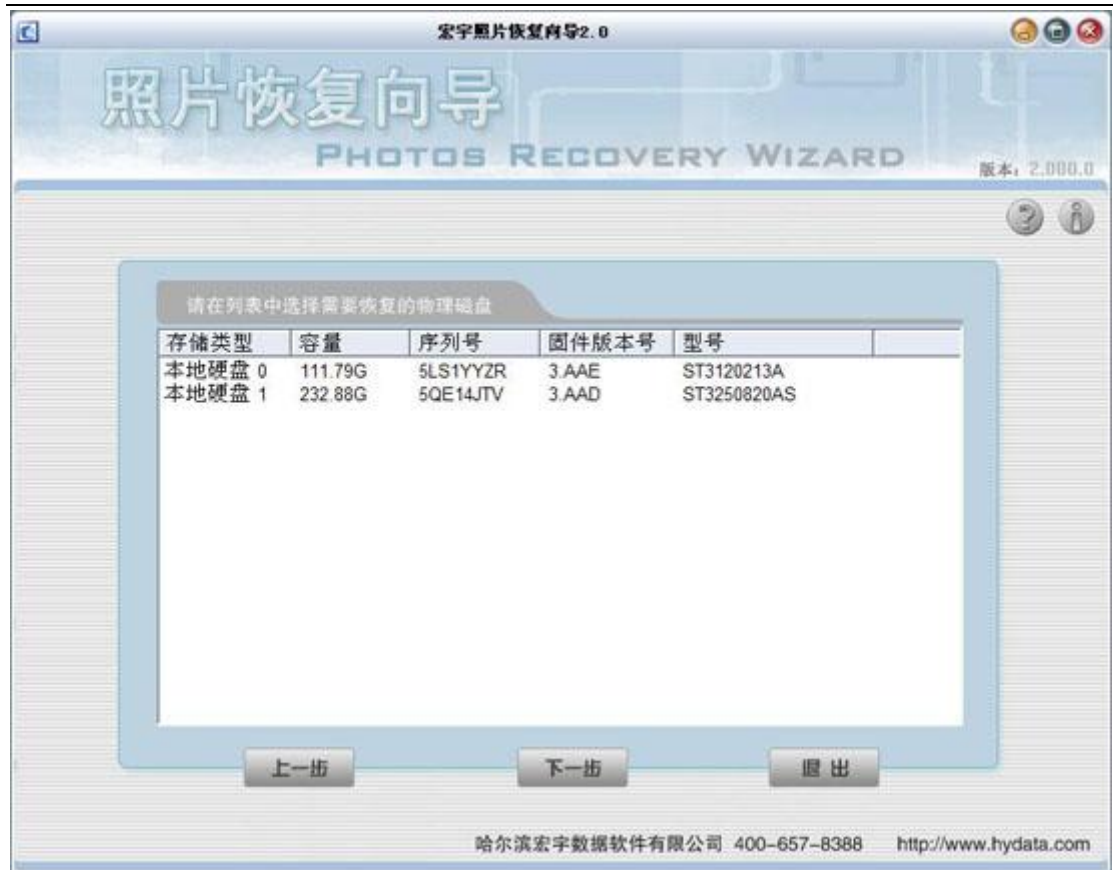 宏宇照片恢复向导2.0
照片恢复向导
PHOTOS RECOVERY WIZARD
版本：2.000.0
请在列表中选择需要恢复的物理磁盘
存储类型 容量 序列号 固件版本号 型号
本地硬盘 0 111.79G 5LS1YYZR 3.AAE ST3120213A
本地硬盘 1 232.88G 5QE14JTV 3.AAD ST3250820AS
上一步 下一步 退出
哈尔滨宏宇数据软件有限公司 400-657-8388 http://www.hydata.com